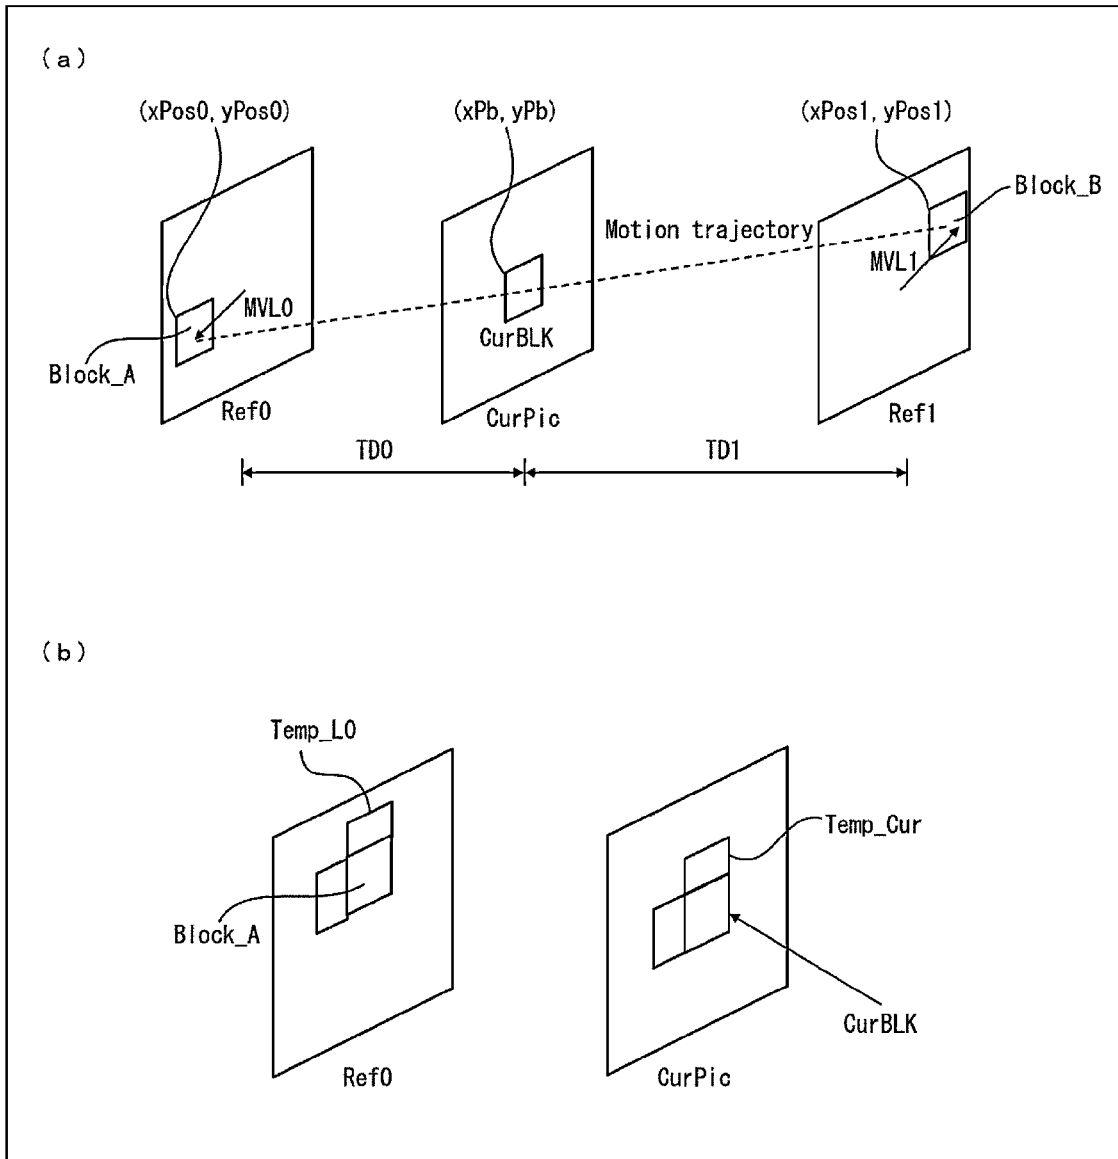 (a)
(xPos0, yPos0)
(xPb, yPb)
(xPos1, yPos1)
Block_B
Motion trajectory
MVL1
MVL0
CurBLK
Block_A
Ref0
CurPic
Ref1
TD0
TD1
(b)
Temp_L0
Temp_Cur
Block_A
CurBLK
Ref0
CurPic